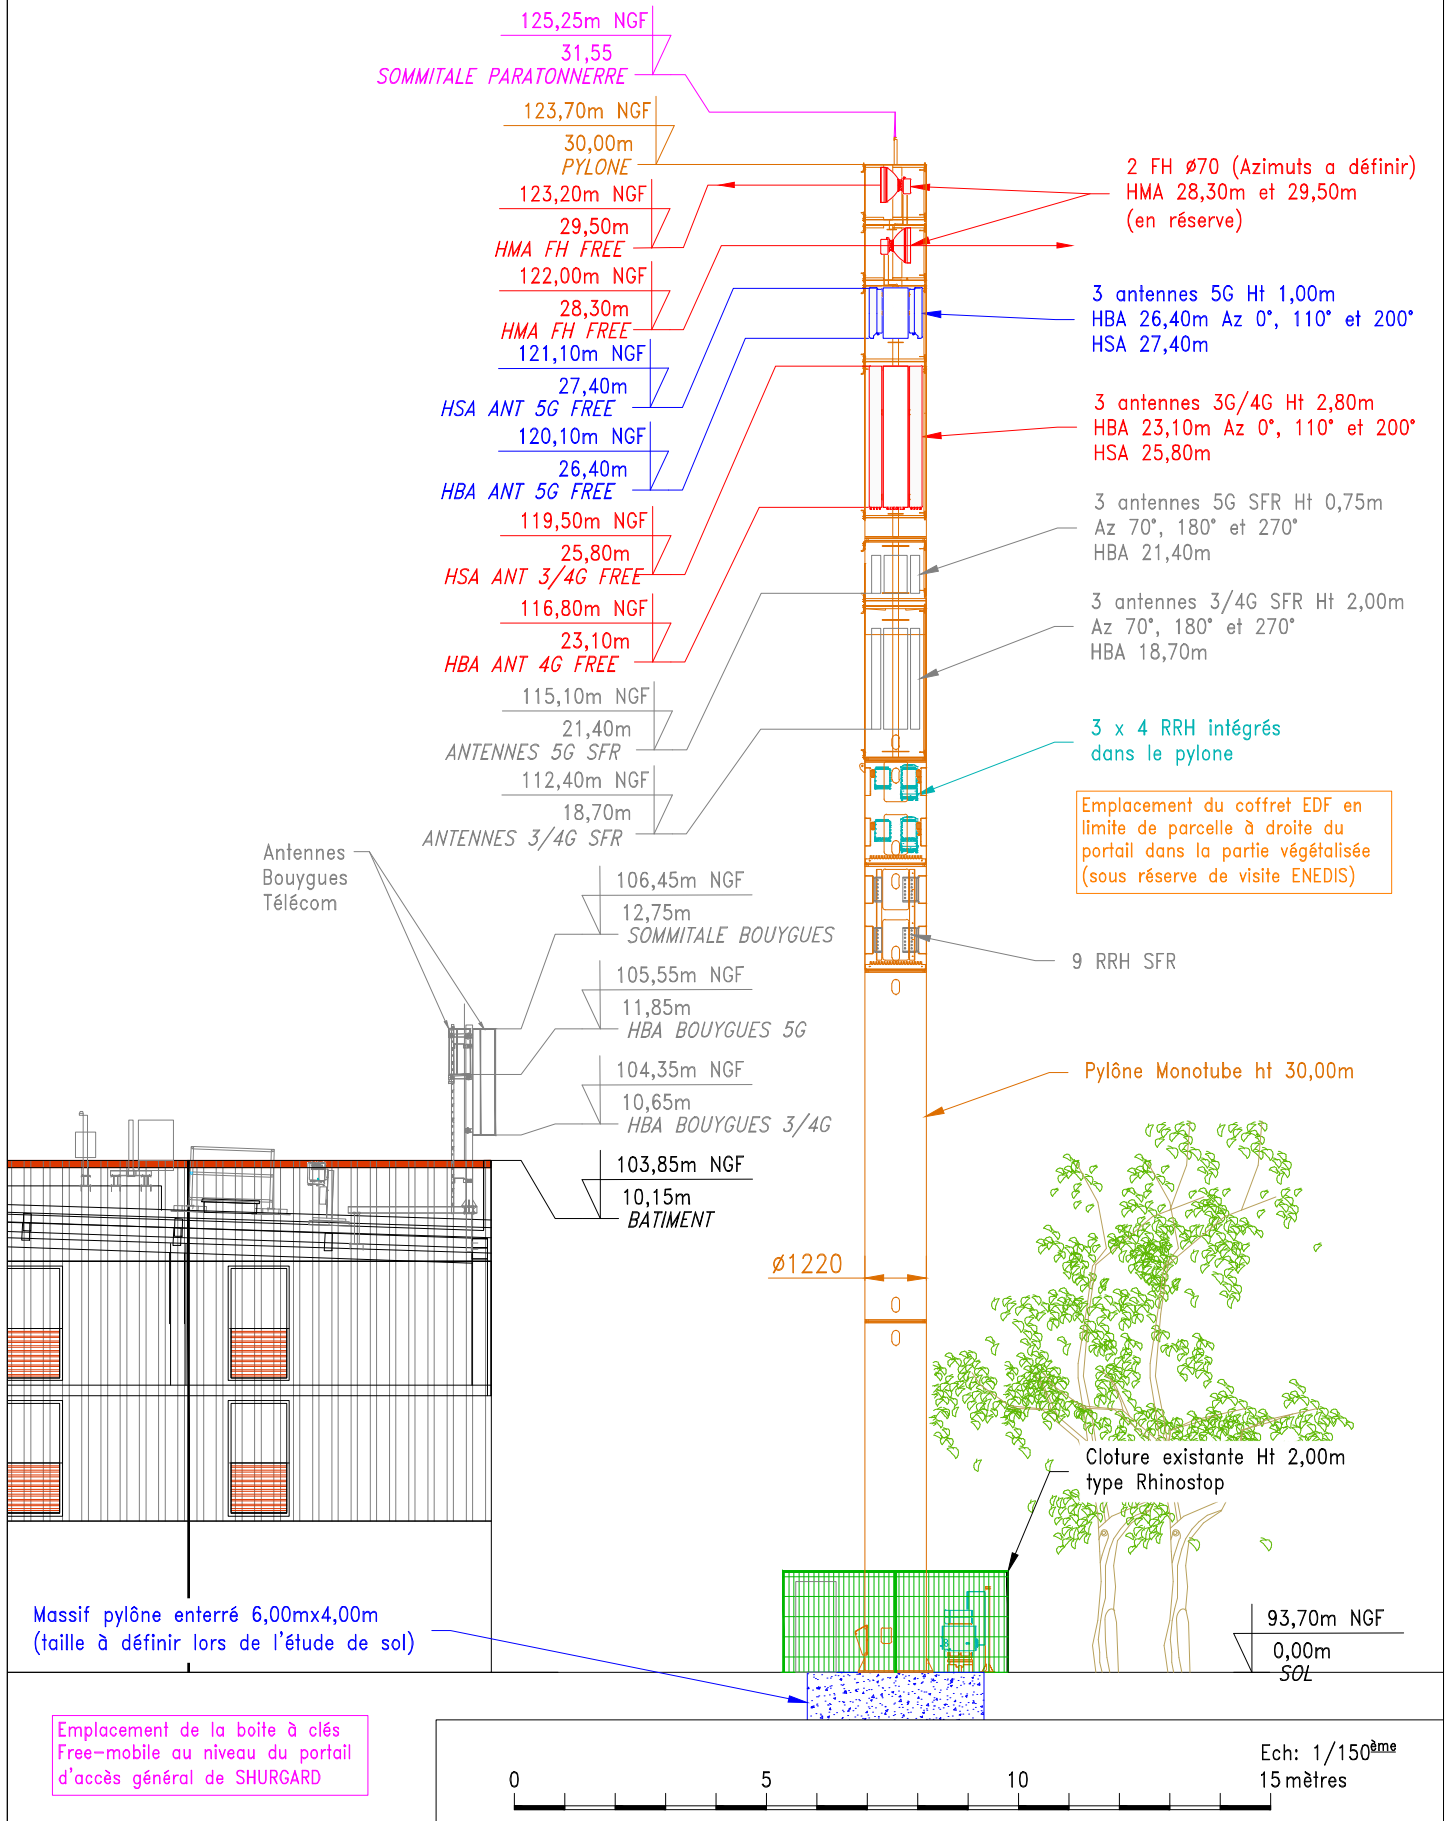 125,25m NGF
31,55
SOMMITALE PARATONNERRE
123,70m NGF
30,00m
PYLONE
123,20m NGF
29,50m
HMA FH FREE
122,00m NGF
28,30m
HMA FH FREE
121,10m NGF
27,40m
HSA ANT 5G FREE
120,10m NGF
26,40m
HBA ANT 5G FREE
119,50m NGF
25,80m
HSA ANT 3/4G FREE
116,80m NGF
23,10m
HBA ANT 4G FREE
115,10m NGF
21,40m
ANTENNES 5G SFR
112,40m NGF
18,70m
ANTENNES 3/4G SFR
2 FH Ø70 (Azimuts a définir)
HMA 28,30m et 29,50m
(en réserve)
3 antennes 5G Ht 1,00m
HBA 26,40m Az 0°, 110° et 200°
HSA 27,40m
3 antennes 3G/4G Ht 2,80m
HBA 23,10m Az 0°, 110° et 200°
HSA 25,80m
3 antennes 5G SFR Ht 0,75m
Az 70°, 180° et 270°
HBA 21,40m
3 antennes 3/4G SFR Ht 2,00m
Az 70°, 180° et 270°
HBA 18,70m
3 x 4 RRH intégrés
dans le pylone
Emplacement du coffret EDF en
limite de parcelle à droite du
portail dans la partie végétalisée
(sous réserve de visite ENEDIS)
9 RRH SFR
Antennes
Bouygues
Télécom
106,45m NGF
12,75m
SOMMITALE BOUYGUES
105,55m NGF
11,85m
HBA BOUYGUES 5G
104,35m NGF
10,65m
HBA BOUYGUES 3/4G
103,85m NGF
10,15m
BATIMENT
Pylône Monotube ht 30,00m
Ø1220
Cloture existante Ht 2,00m
type Rhinostop
Massif pylône enterré 6,00mx4,00m
(taille à définir lors de l'étude de sol)
93,70m NGF
0,00m
SOL
Emplacement de la boite à clés
Free-mobile au niveau du portail
d'accès général de SHURGARD
Ech: 1/150ème
0 5 10 15 mètres